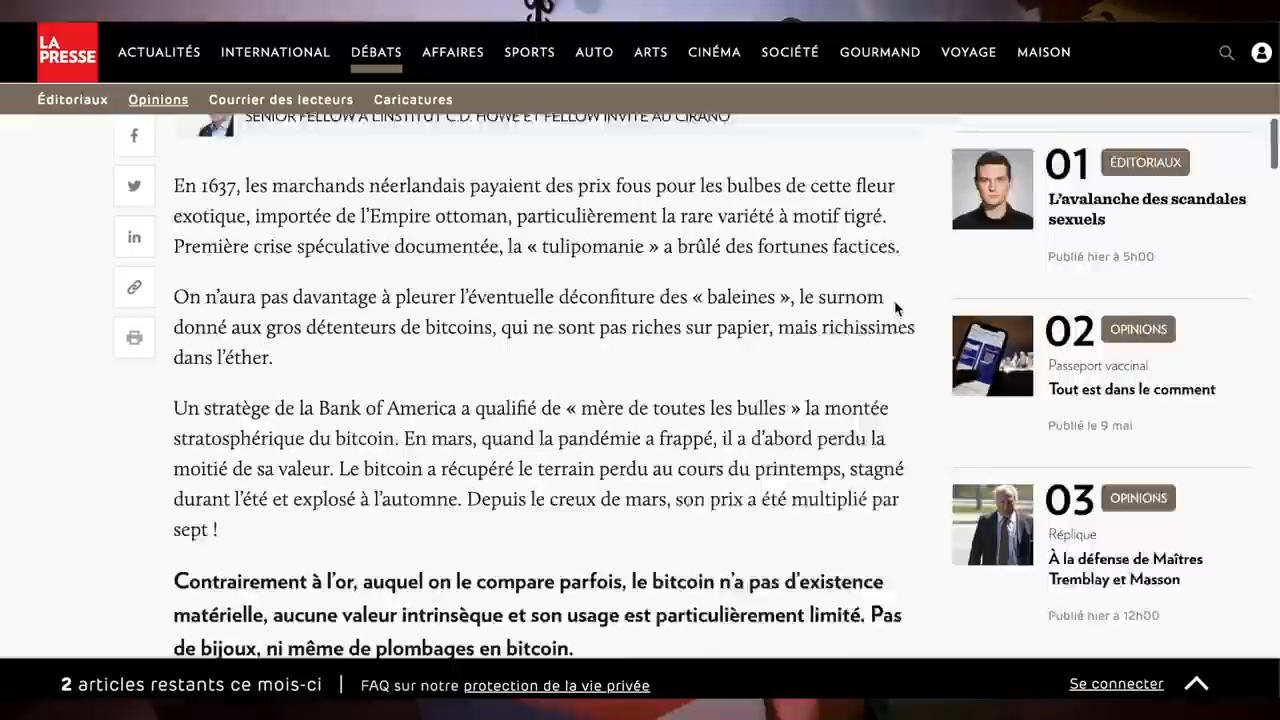 LA
PRESSE
ACTUALITÉS INTERNATIONAL DÉBATS AFFAIRES SPORTS AUTO ARTS CINÉMA SOCIÉTÉ GOURMAND VOYAGE MAISON
Éditoriaux Opinions Courrier des lecteurs Caricatures
SENIOR FELLOW À L'INSTITUT C.D. HOWE ET FELLOW INVITÉ AU CIRANO
En 1637, les marchands néerlandais payaient des prix fous pour les bulbes de cette fleur
exotique, importée de l’Empire ottoman, particulièrement la rare variété à motif tigré.
Première crise spéculative documentée, la « tulipomanie » a brûlé des fortunes factices.
On n’aura pas davantage à pleurer l’éventuelle déconfiture des « baleines », le surnom
donné aux gros détenteurs de bitcoins, qui ne sont pas riches sur papier, mais richissimes
dans l’éther.
Un stratège de la Bank of America a qualifié de « mère de toutes les bulles » la montée
stratosphérique du bitcoin. En mars, quand la pandémie a frappé, il a d’abord perdu la
moitié de sa valeur. Le bitcoin a récupéré le terrain perdu au cours du printemps, stagné
durant l’été et explosé à l’automne. Depuis le creux de mars, son prix a été multiplié par
sept !
Contrairement à l’or, auquel on le compare parfois, le bitcoin n’a pas d’existence
matérielle, aucune valeur intrinsèque et son usage est particulièrement limité. Pas
de bijoux, ni même de plombages en bitcoin.
01 ÉDITORIAUX
L’avalanche des scandales
sexuels
Publié hier à 5h00
02 OPINIONS
Passeport vaccinal
Tout est dans le comment
Publié le 9 mai
03 OPINIONS
Réplique
À la défense de Maîtres
Tremblay et Masson
Publié hier à 12h00
2 articles restants ce mois-ci | FAQ sur notre protection de la vie privée
Se connecter